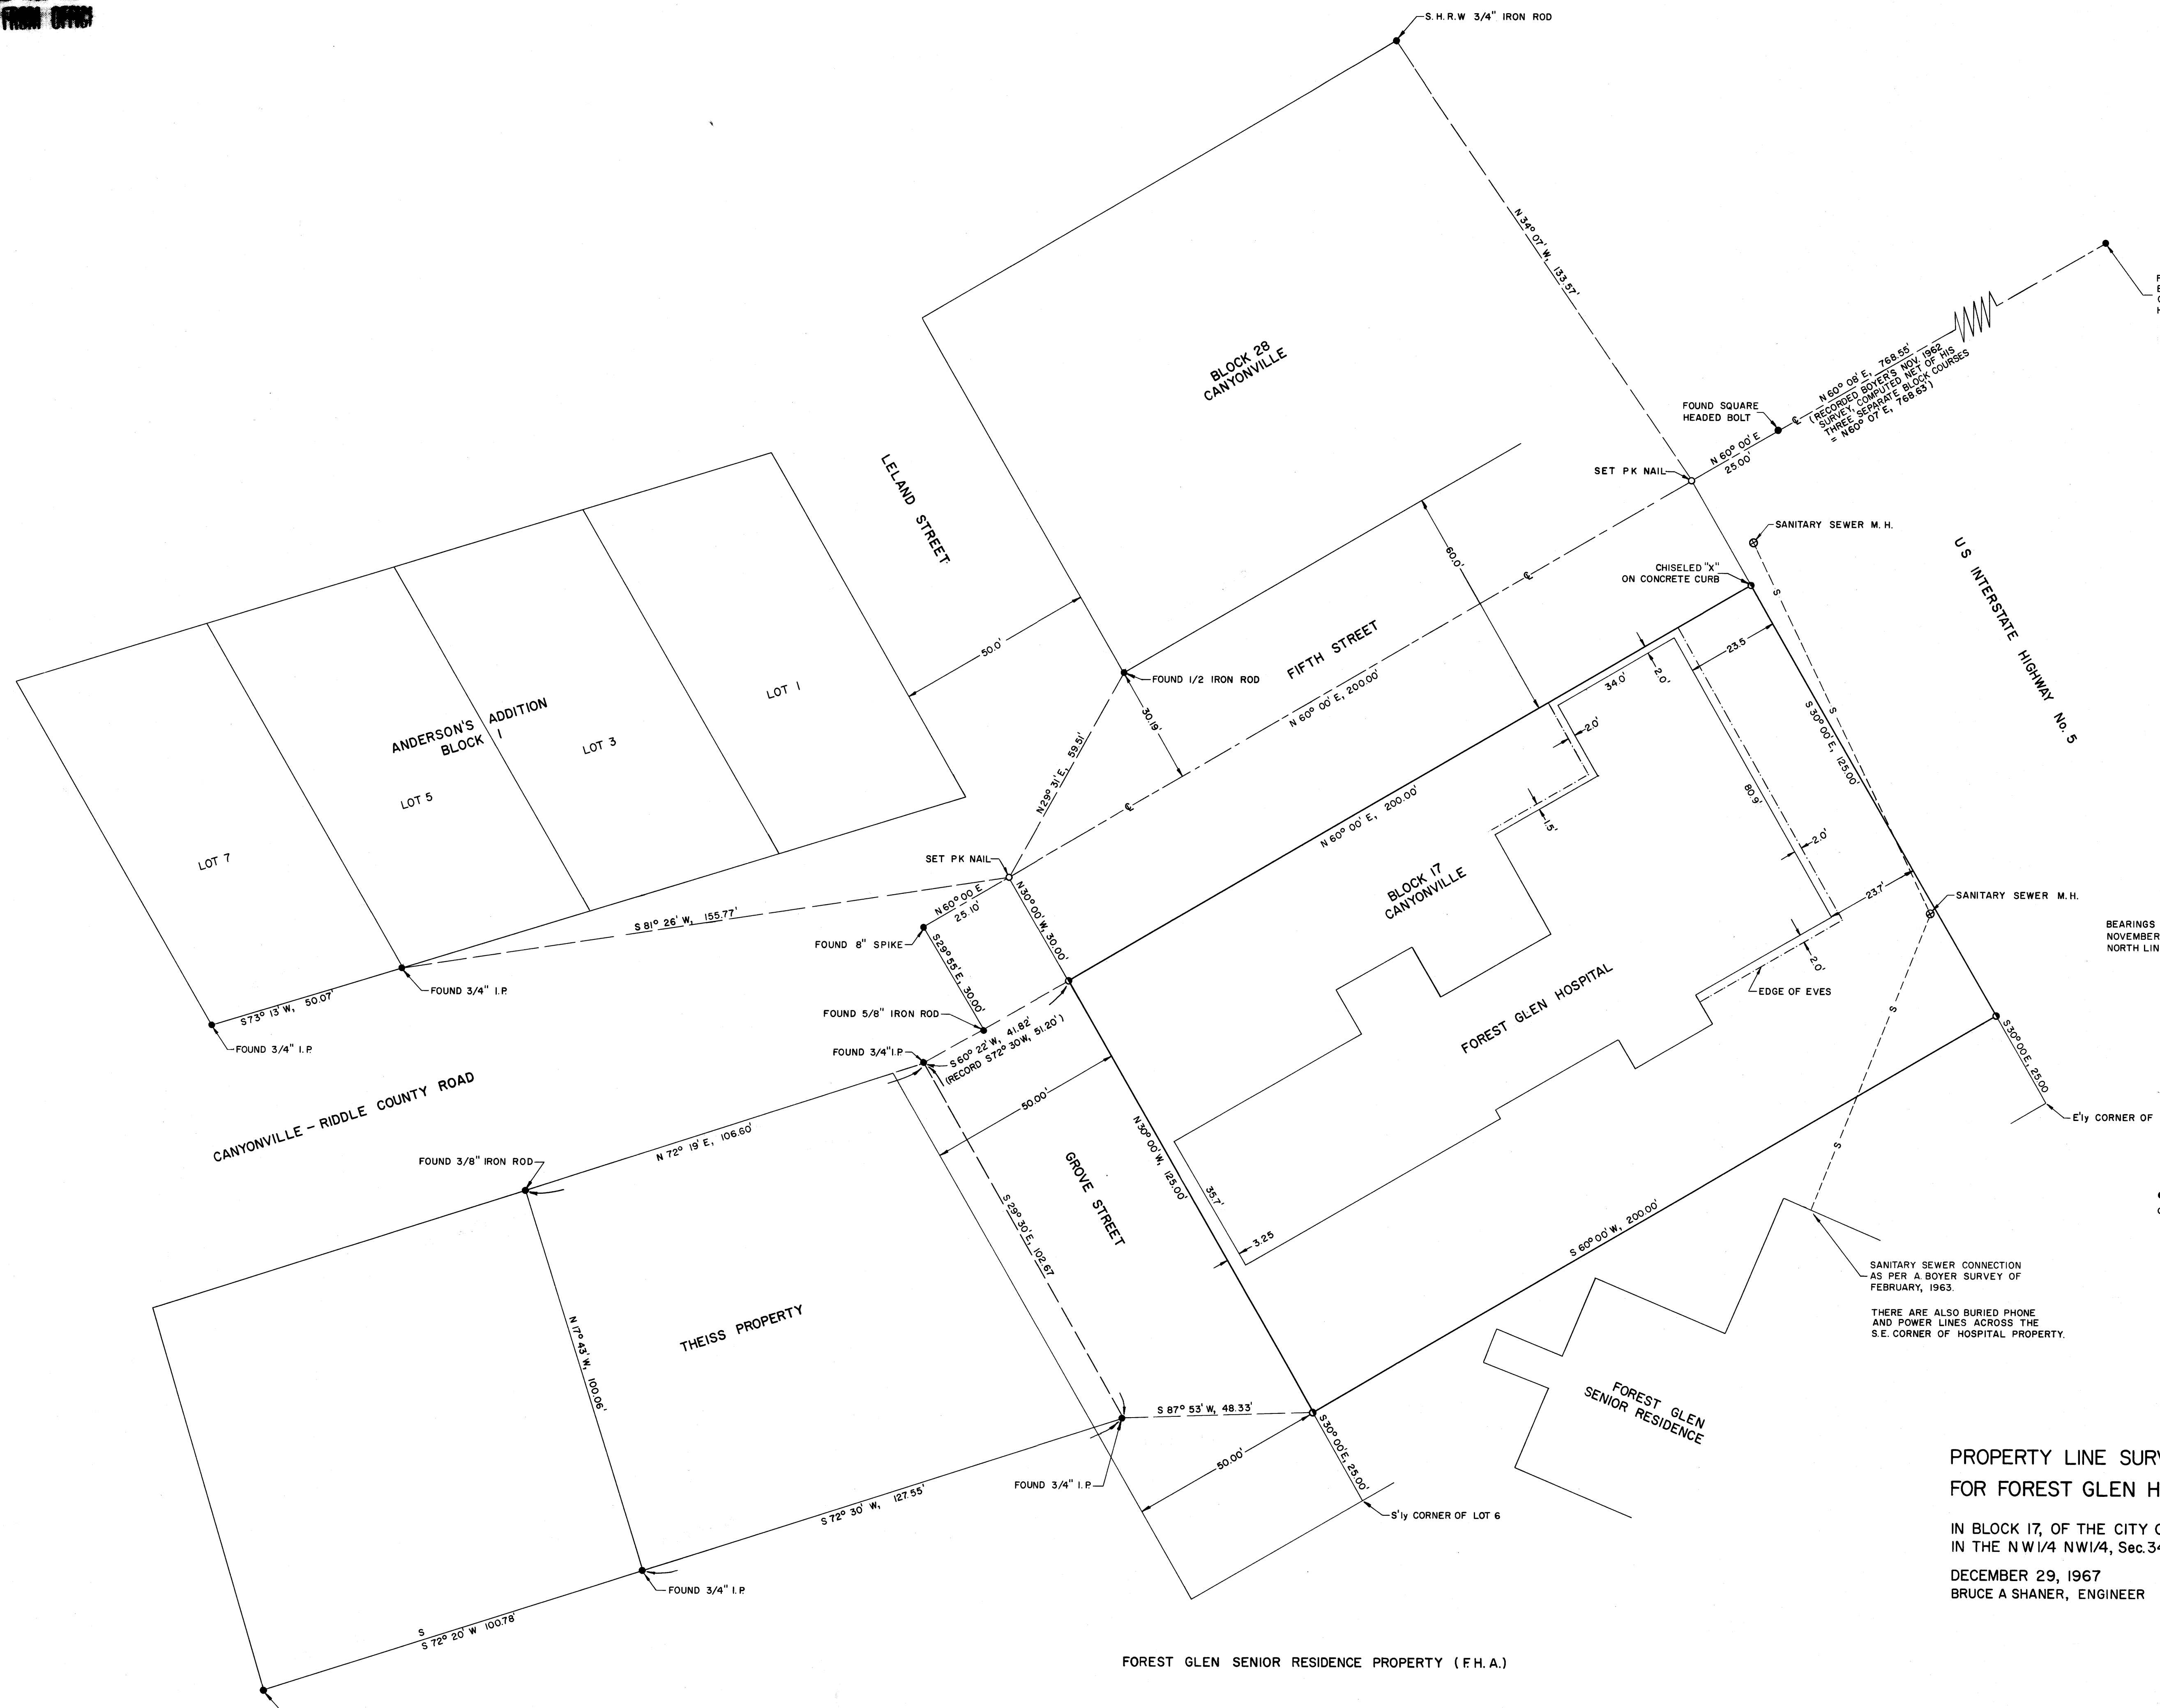 FROM OFFICE
S.H.R.W 3/4" IRON ROD
N 34° 07' W, 133.57'
BLOCK 28
CANYONVILLE
N 60° 08' E, 768.55'
(RECORDED BOYER'S NOV. 1962
SURVEY, COMPUTED NET OF HIS
THREE SEPARATE BLOCK COURSES
= N60° 07' E, 768.63')
FOUND SQUARE
HEADED BOLT
N 60° 00' E
25.00'
SET PK NAIL
LELAND STREET
SANITARY SEWER M. H.
60.0'
CHISELED "X"
ON CONCRETE CURB
S
U S INTERSTATE HIGHWAY No. 5
50.0'
FIFTH STREET
FOUND 1/2 IRON ROD
N 60° 00' E, 200.00'
30.19'
23.5
34.0'
2.0'
2.0'
S
S 30° 00' E, 125.00'
LOT 1
ANDERSON'S ADDITION
BLOCK 1
LOT 3
LOT 5
LOT 7
N 29° 31' E, 59.51'
N 60° 00' E, 200.00'
80.9'
1.5'
2.0'
SET PK NAIL
BLOCK 17
CANYONVILLE
23.7'
SANITARY SEWER M.H.
N 60° 00 E
25.10'
N 30° 00' W, 30.00'
S 81° 26' W, 155.77'
FOUND 8" SPIKE
S 29° 55' E, 30.00'
BEARINGS
NOVEMBER
NORTH LIN
2.0'
EDGE OF EVES
FOUND 3/4" I.P.
S 73° 13' W, 50.07'
FOUND 3/4" I.P.
FOUND 5/8" IRON ROD
FOUND 3/4" I.P.
S 60° 22' W, 41.82'
(RECORD S72° 30W, 51.20')
FOREST GLEN HOSPITAL
S
S 30° 00 E, 25.00
E'ly CORNER OF
50.00'
CANYONVILLE – RIDDLE COUNTY ROAD
N 72° 19' E, 106.60'
FOUND 3/8" IRON ROD
N 30° 00' W, 125.00'
GROVE STREET
S
35.7'
3.25
S 29° 30' E, 102.67
S 60° 00' W, 200.00'
SANITARY SEWER CONNECTION
AS PER A. BOYER SURVEY OF
FEBRUARY, 1963.
THERE ARE ALSO BURIED PHONE
AND POWER LINES ACROSS THE
S.E. CORNER OF HOSPITAL PROPERTY.
THEISS PROPERTY
N 17° 43' W, 100.06'
FOREST GLEN
SENIOR RESIDENCE
S 87° 53' W, 48.33'
50.00'
S 30° 00' E, 25.00'
FOUND 3/4" I.P.
S 72° 30' W, 127.55'
S'ly CORNER OF LOT 6
PROPERTY LINE SURV
FOR FOREST GLEN H
IN BLOCK 17, OF THE CITY O
IN THE NW1/4 NW1/4, Sec. 34
DECEMBER 29, 1967
BRUCE A SHANER, ENGINEER
FOUND 3/4" I.P.
S
S 72° 20' W 100.78'
FOREST GLEN SENIOR RESIDENCE PROPERTY (F.H.A.)